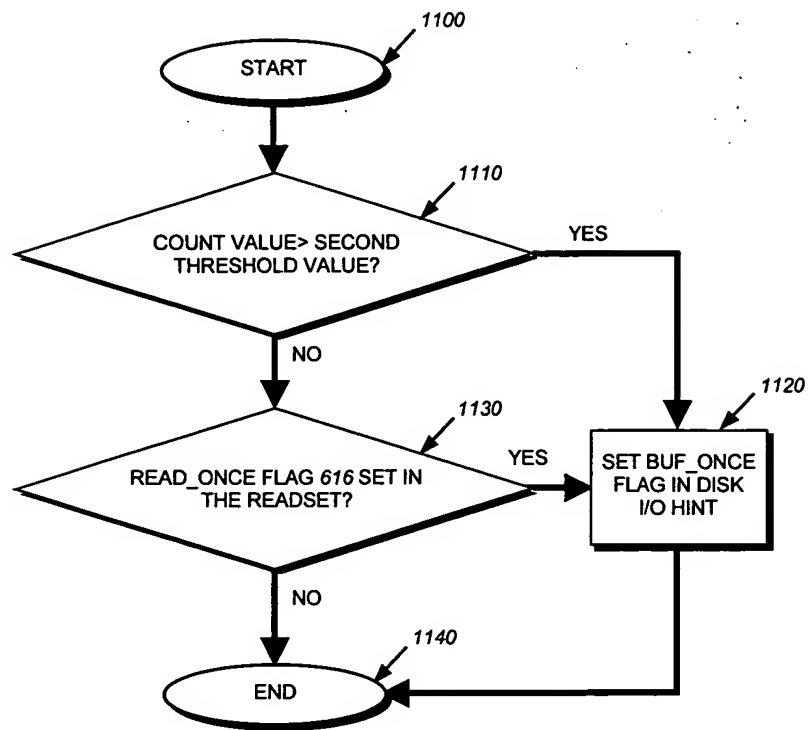 1100
START
1110
COUNT VALUE> SECOND
THRESHOLD VALUE?
YES
NO
1120
1130
READ_ONCE FLAG 616 SET IN
THE READSET?
YES
SET BUF_ONCE
FLAG IN DISK
I/O HINT
NO
1140
END